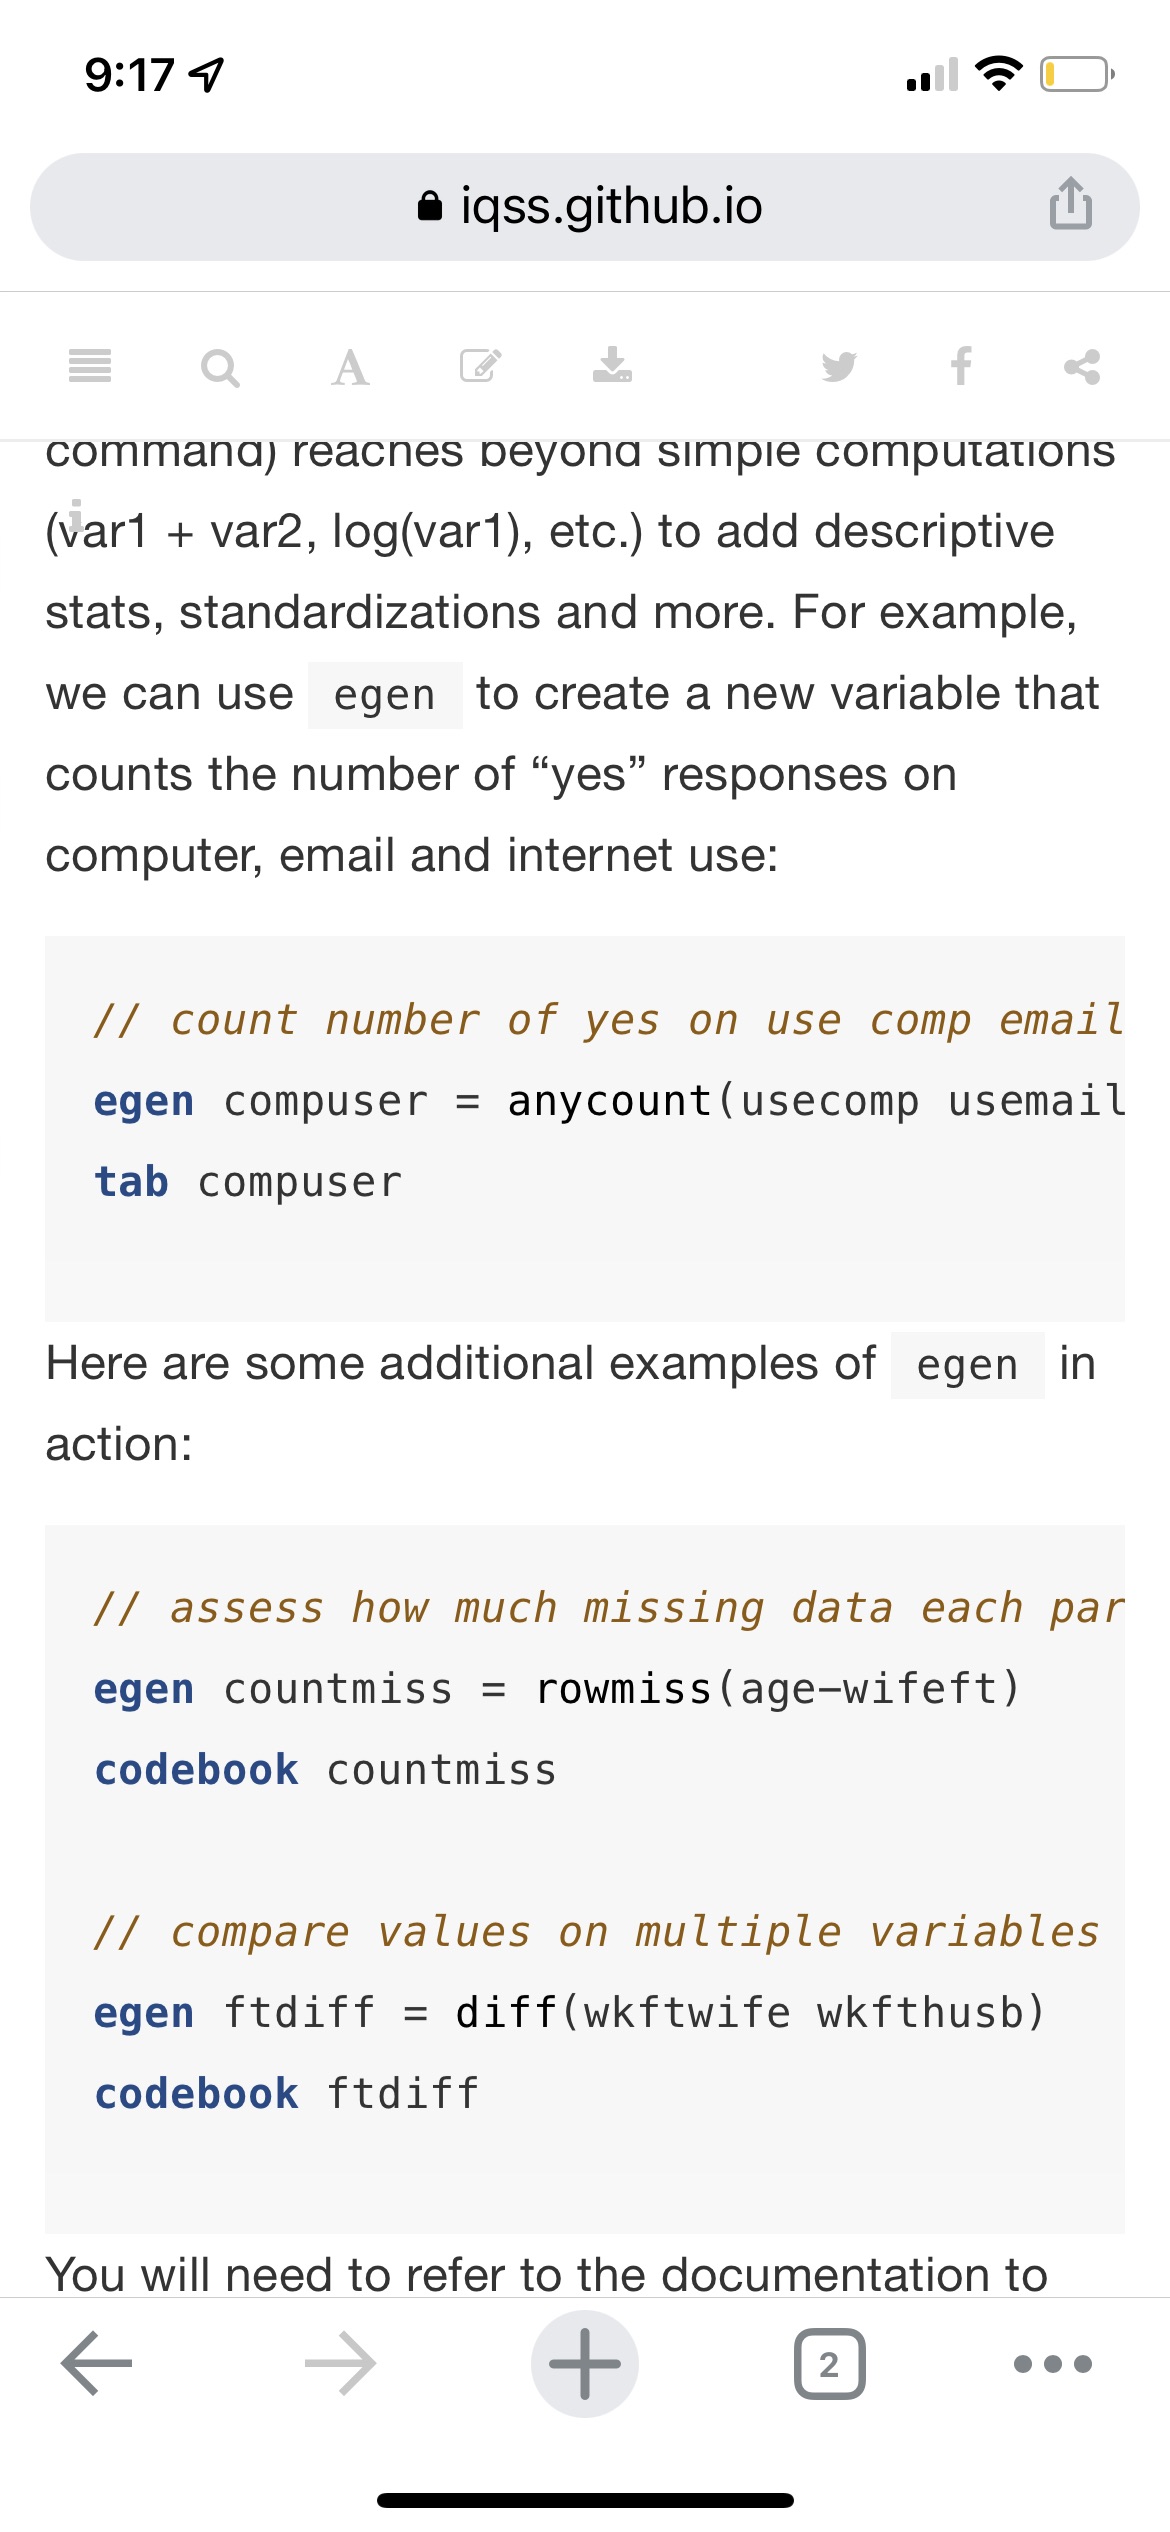 9:17
iqss.github.io
command) reaches beyond simple computations
(var1 + var2, log(var1), etc.) to add descriptive
stats, standardizations and more. For example,
we can use egen to create a new variable that
counts the number of “yes” responses on
computer, email and internet use:
// count number of yes on use comp email
egen compuser = anycount(usecomp usemail
tab compuser
Here are some additional examples of egen in
action:
// assess how much missing data each par
egen countmiss = rowmiss(age-wifeft)
codebook countmiss
// compare values on multiple variables
egen ftdiff = diff(wkftwife wkfthusb)
codebook ftdiff
You will need to refer to the documentation to
2